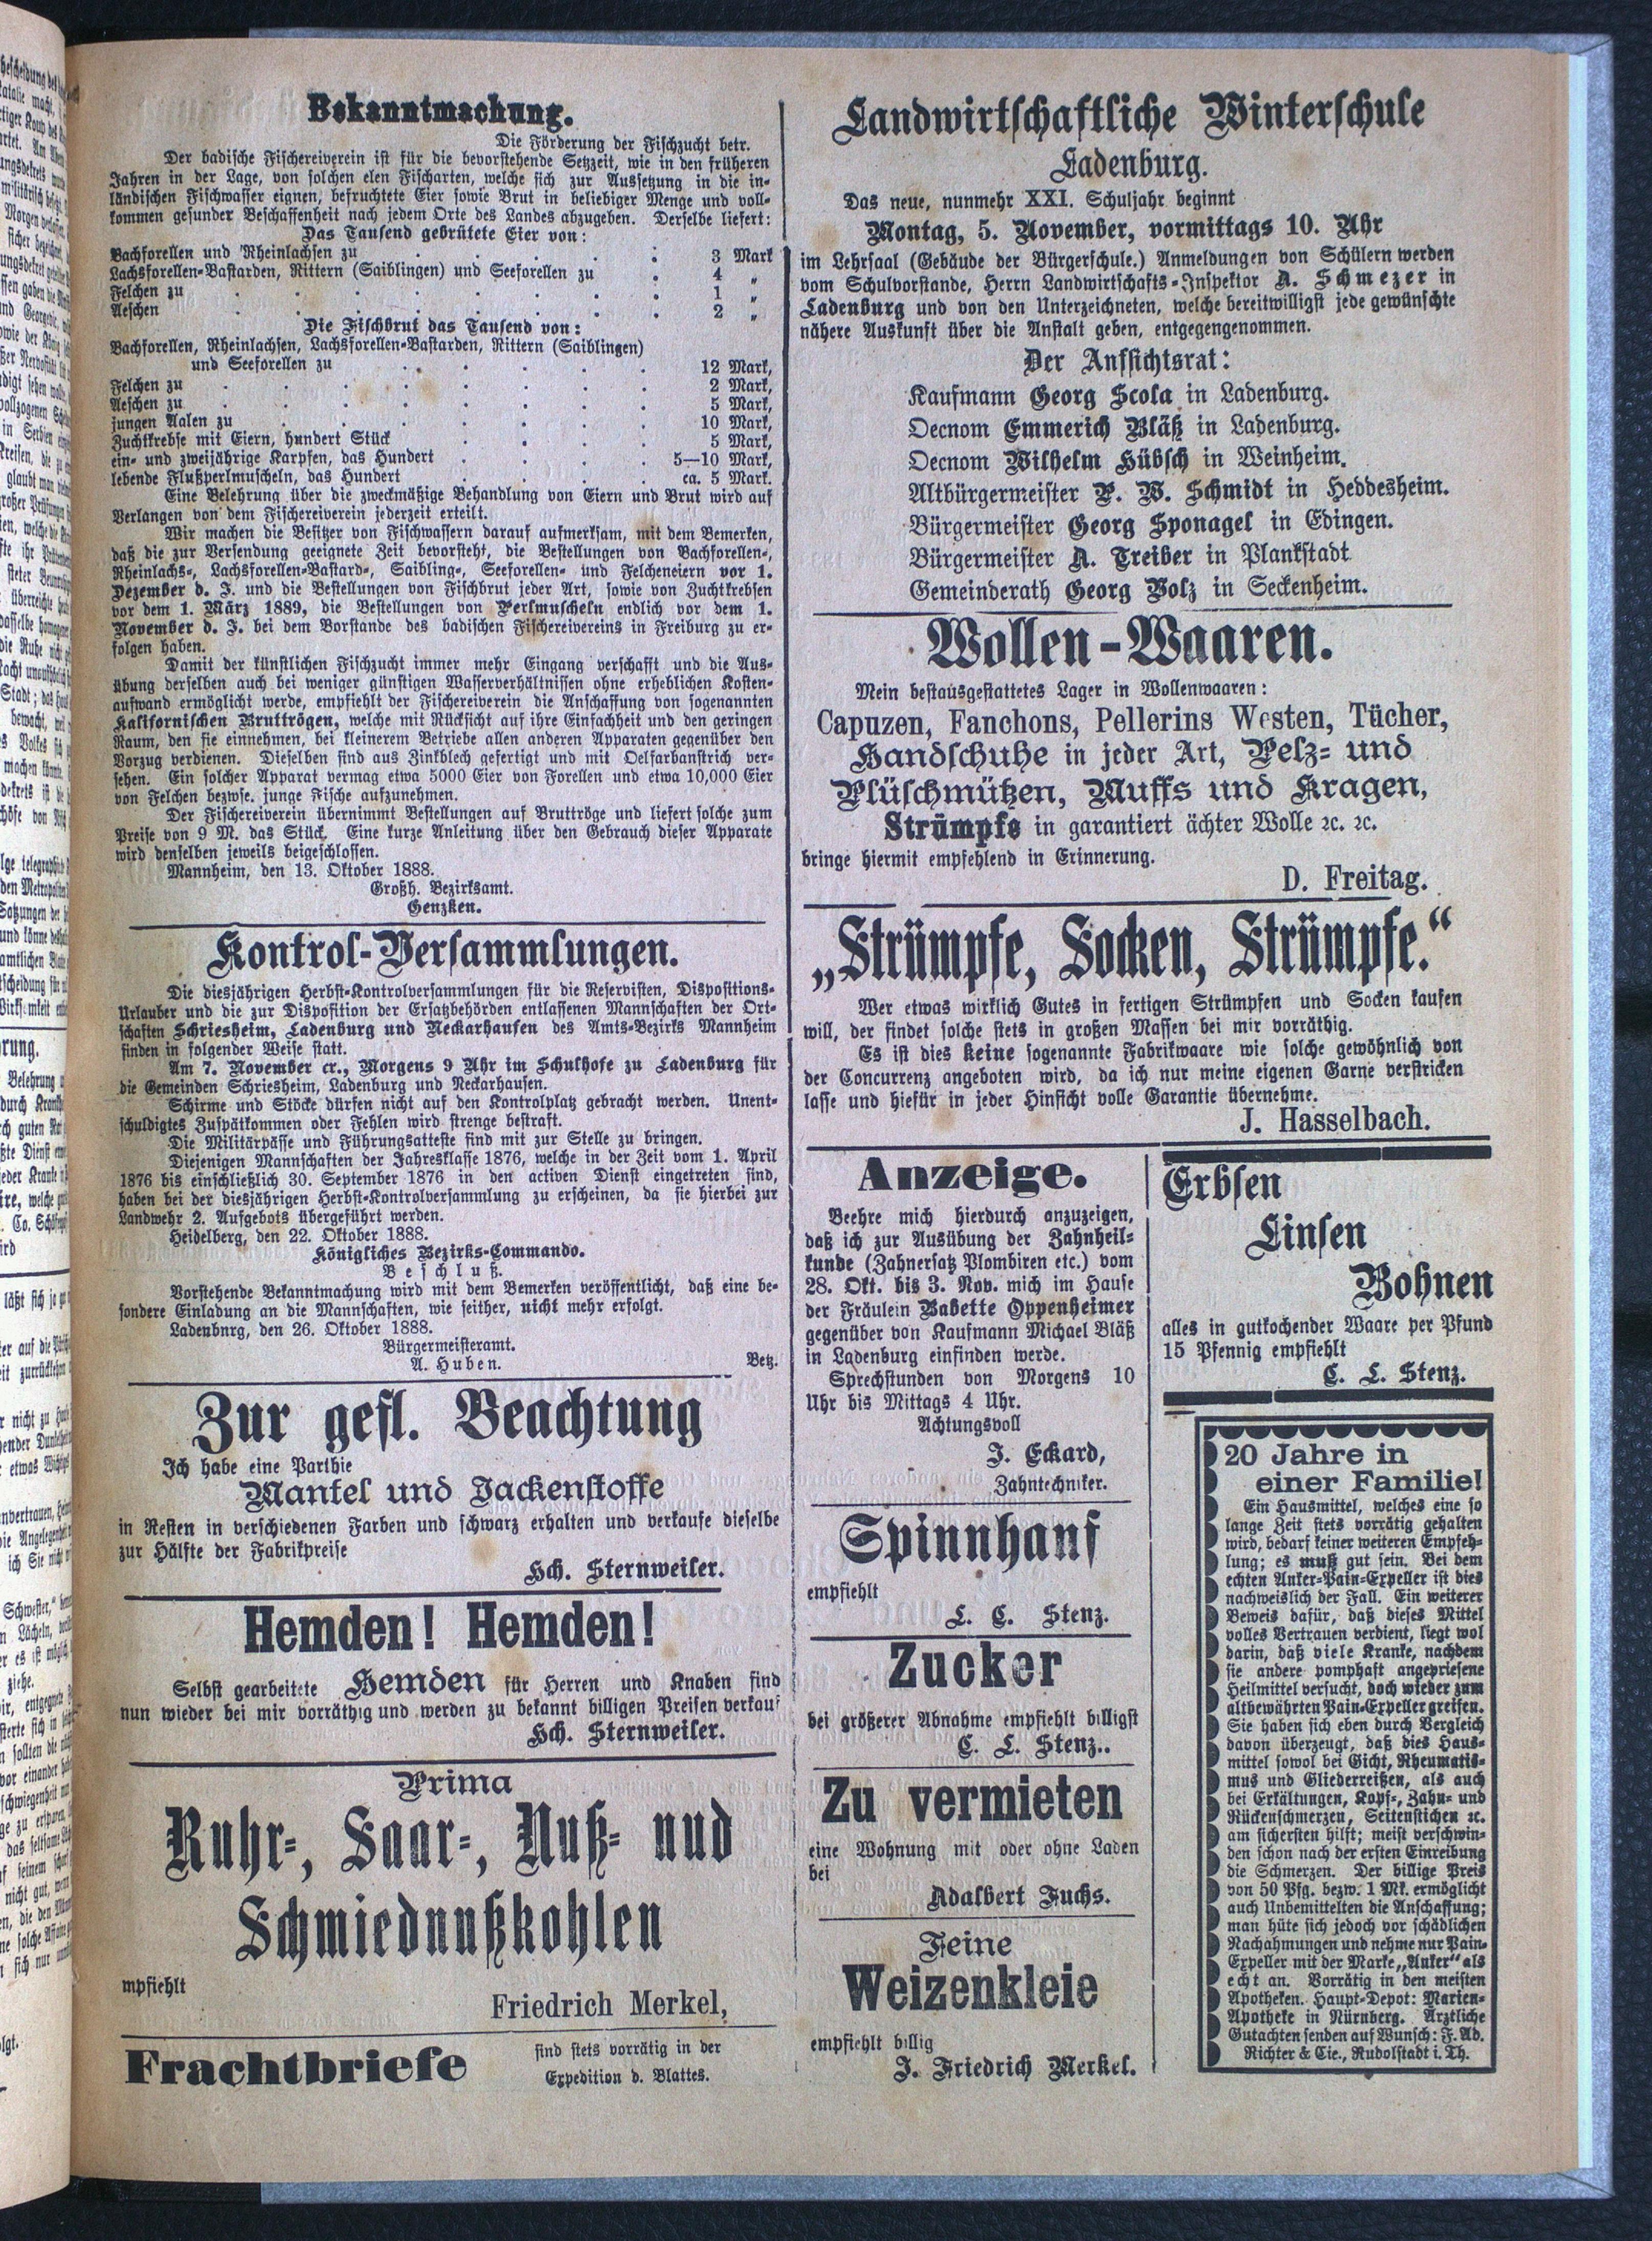 Bekanntmachung.
Die Förderung der Fischzucht betr.
Der badische Fischereiverein ist für die bevorstehende Setzzeit, wie in den früheren
Jahren in der Lage, von solchen elen Fischarten, welche sich zur Aussetzung in die in-
ländischen Fischwasser eignen, befruchtete Eier sowie Brut in beliebiger Menge und voll-
kommen gesunder Beschaffenheit nach jedem Orte des Landes abzugeben. Derselbe liefert:
Das Tausend gebrütete Eier von:
Bachforellen und Rheinlachsen zu . . . . . 3 Mark
Lachsforellen-Bastarden, Rittern (Saiblingen) und Seeforellen zu . 4 „
Felchen zu . . . . . . . . 1 „
Aeschen . . . . . . . . 2 „
Die Fischbrut das Tausend von:
Bachforellen, Rheinlachsen, Lachsforellen-Bastarden, Rittern (Saiblingen)
und Seeforellen zu . . . . . 12 Mark,
Felchen zu . . . . . . . . 2 Mark,
Aeschen zu . . . . . . . . 5 Mark,
jungen Aalen zu . . . . . . . 10 Mark,
Zuchtkrebse mit Eiern, hundert Stück . . . . 5 Mark,
ein- und zweijährige Karpfen, das Hundert . . . . 5—10 Mark,
lebende Flußperlmuscheln, das Hundert . . . . ca. 5 Mark.
Eine Belehrung über die zweckmäßige Behandlung von Eiern und Brut wird auf
Verlangen von dem Fischereiverein jederzeit erteilt.
Wir machen die Besitzer von Fischwassern darauf aufmerksam, mit dem Bemerken,
daß die zur Versendung geeignete Zeit bevorsteht, die Bestellungen von Bachforellen-,
Rheinlachs-, Lachsforellen-Bastard-, Saibling-, Seeforellen- und Felcheneiern vor 1.
Dezember d. J. und die Bestellungen von Fischbrut jeder Art, sowie von Zuchtkrebsen
vor dem 1. März 1889, die Bestellungen von Perlmuscheln endlich vor dem 1.
November d. J. bei dem Vorstande des badischen Fischereivereins in Freiburg zu er-
folgen haben.
Damit der künstlichen Fischzucht immer mehr Eingang verschafft und die Aus-
übung derselben auch bei weniger günstigen Wasserverhältnissen ohne erheblichen Kosten-
aufwand ermöglicht werde, empfiehlt der Fischereiverein die Anschaffung von sogenannten
Kalifornischen Bruttrögen, welche mit Rücksicht auf ihre Einfachheit und den geringen
Raum, den sie einnehmen, bei kleinerem Betriebe allen anderen Apparaten gegenüber den
Vorzug verdienen. Dieselben sind aus Zinkblech gefertigt und mit Oelfarbanstrich ver-
sehen. Ein solcher Apparat vermag etwa 5000 Eier von Forellen und etwa 10,000 Eier
von Felchen bezwse. junge Fische aufzunehmen.
Der Fischereiverein übernimmt Bestellungen auf Bruttröge und liefert solche zum
Preise von 9 M. das Stück. Eine kurze Anleitung über den Gebrauch dieser Apparate
wird denselben jeweils beigeschlossen.
Mannheim, den 13. Oktober 1888.
Großh. Bezirksamt.
Genzken.
Kontrol-Versammlungen.
Die diesjährigen Herbst-Kontrolversammlungen für die Reservisten, Dispositions-
Urlauber und die zur Disposition der Ersatzbehörden entlassenen Mannschaften der Ort-
schaften Schriesheim, Ladenburg und Neckarhausen des Amts-Bezirks Mannheim
finden in folgender Weise statt.
Am 7. November cr., Morgens 9 Uhr im Schulhofe zu Ladenburg für
die Gemeinden Schriesheim, Ladenburg und Neckarhausen.
Schirme und Stöcke dürfen nicht auf den Kontrolplatz gebracht werden. Unent-
schuldigtes Zuspätkommen oder Fehlen wird strenge bestraft.
Die Militärpässe und Führungsatteste sind mit zur Stelle zu bringen.
Diejenigen Mannschaften der Jahresklasse 1876, welche in der Zeit vom 1. April
1876 bis einschließlich 30. September 1876 in den activen Dienst eingetreten sind,
haben bei der diesjährigen Herbst-Kontrolversammlung zu erscheinen, da sie hierbei zur
Landwehr 2. Aufgebots übergeführt werden.
Heidelberg, den 22. Oktober 1888.
Königliches Bezirks-Commando.
Beschluß.
Vorstehende Bekanntmachung wird mit dem Bemerken veröffentlicht, daß eine be-
sondere Einladung an die Mannschaften, wie seither, nicht mehr erfolgt.
Ladenbnrg, den 26. Oktober 1888.
Bürgermeisteramt.
A. Huben. Betz.
Zur gefl. Beachtung
Ich habe eine Parthie
Mantel und Jackenstoffe
in Resten in verschiedenen Farben und schwarz erhalten und verkaufe dieselbe
zur Hälfte der Fabrikpreise
Hch. Sternweiler.
Hemden! Hemden!
Selbst gearbeitete Hemden für Herren und Knaben sind
nun wieder bei mir vorräthig und werden zu bekannt billigen Preisen verkauf
Hch. Sternweiler.
Prima
Ruhr-, Saar-, Nuß- nud
Schmiednußkohlen
mpfiehlt
Friedrich Merkel,
Frachtbriefe
sind stets vorrätig in der
Expedition d. Blattes.
Landwirtschaftliche Winterschule
Ladenburg.
Das neue, nunmehr XXI. Schuljahr beginnt
Montag, 5. November, vormittags 10. Uhr
im Lehrsaal (Gebäude der Bürgerschule.) Anmeldungen von Schülern werden
vom Schulvorstande, Herrn Landwirtschafts-Inspektor A. Schmezer in
Ladenburg und von den Unterzeichneten, welche bereitwilligst jede gewünschte
nähere Auskunft über die Anstalt geben, entgegengenommen.
Der Aufsichtsrat:
Kaufmann Georg Scola in Ladenburg.
Oecnom Emmerich Bläß in Ladenburg.
Oecnom Wilhelm Hübsch in Weinheim.
Altbürgermeister P. W. Schmidt in Heddesheim.
Bürgermeister Georg Sponagel in Edingen.
Bürgermeister A. Treiber in Plankstadt
Gemeinderath Georg Volz in Seckenheim.
Wollen-Waaren.
Mein bestausgestattetes Lager in Wollenwaaren:
Capuzen, Fanchons, Pellerins Westen, Tücher,
Handschuhe in jeder Art, Pelz- und
Plüschmützen, Muffs und Kragen,
Strümpfe in garantiert ächter Wolle ꝛc. ꝛc.
bringe hiermit empfehlend in Erinnerung.
D. Freitag.
„Strümpfe, Socken, Strümpfe.“
Wer etwas wirklich Gutes in fertigen Strümpfen und Socken kaufen
will, der findet solche stets in großen Massen bei mir vorräthig.
Es ist dies keine sogenannte Fabrikwaare wie solche gewöhnlich von
der Concurrenz angeboten wird, da ich nur meine eigenen Garne verstricken
lasse und hiefür in jeder Hinsicht volle Garantie übernehme.
J. Hasselbach.
Anzeige.
Beehre mich hierdurch anzuzeigen,
daß ich zur Ausübung der Zahnheil-
kunde (Zahnersatz Plombiren etc.) vom
28. Okt. bis 3. Nov. mich im Hause
der Fräulein Babette Oppenheimer
gegenüber von Kaufmann Michael Bläß
in Ladenburg einfinden werde.
Sprechstunden von Morgens 10
Uhr bis Mittags 4 Uhr.
Achtungsvoll
J. Eckard,
Zahntechniker.
Spinnhanf
empfiehlt
L. C. Stenz.
Zucker
bei größerer Abnahme empfiehlt billigst
C. L. Stenz..
Zu vermieten
eine Wohnung mit oder ohne Laden
bei
Adalbert Fuchs.
Feine
Weizenkleie
empfiehlt billig
J. Friedrich Merkel.
Erbsen
Linsen
Bohnen
alles in gutkochender Waare per Pfund
15 Pfennig empfiehlt
C. L. Stenz.
20 Jahre in
einer Familie!
Ein Hausmittel, welches eine so
lange Zeit stets vorrätig gehalten
wird, bedarf keiner weiteren Empfeh-
lung; es muß gut sein. Bei dem
echten Anker-Pain-Expeller ist dies
nachweislich der Fall. Ein weiterer
Beweis dafür, daß dieses Mittel
volles Vertrauen verdient, liegt wol
darin, daß viele Kranke, nachdem
sie andere pomphaft angepriesene
Heilmittel versucht, doch wieder zum
altbewährten Pain-Expeller greifen.
Sie haben sich eben durch Vergleich
davon überzeugt, daß dies Haus-
mittel sowol bei Gicht, Rheumatis-
mus und Gliederreißen, als auch
bei Erkältungen, Kopf-, Zahn- und
Rückenschmerzen, Seitenstichen ꝛc.
am sichersten hilft; meist verschwin-
den schon nach der ersten Einreibung
die Schmerzen. Der billige Preis
von 50 Pfg. bezw. 1 Mk. ermöglicht
auch Unbemittelten die Anschaffung;
man hüte sich jedoch vor schädlichen
Nachahmungen und nehme nur Pain-
Expeller mit der Marke „Anker“ als
echt an. Vorrätig in den meisten
Apotheken. Haupt-Depot: Marien-
Apotheke in Nürnberg. Ärztliche
Gutachten senden auf Wunsch: F. Ad.
Richter & Cie., Rudolstadt i. Th.